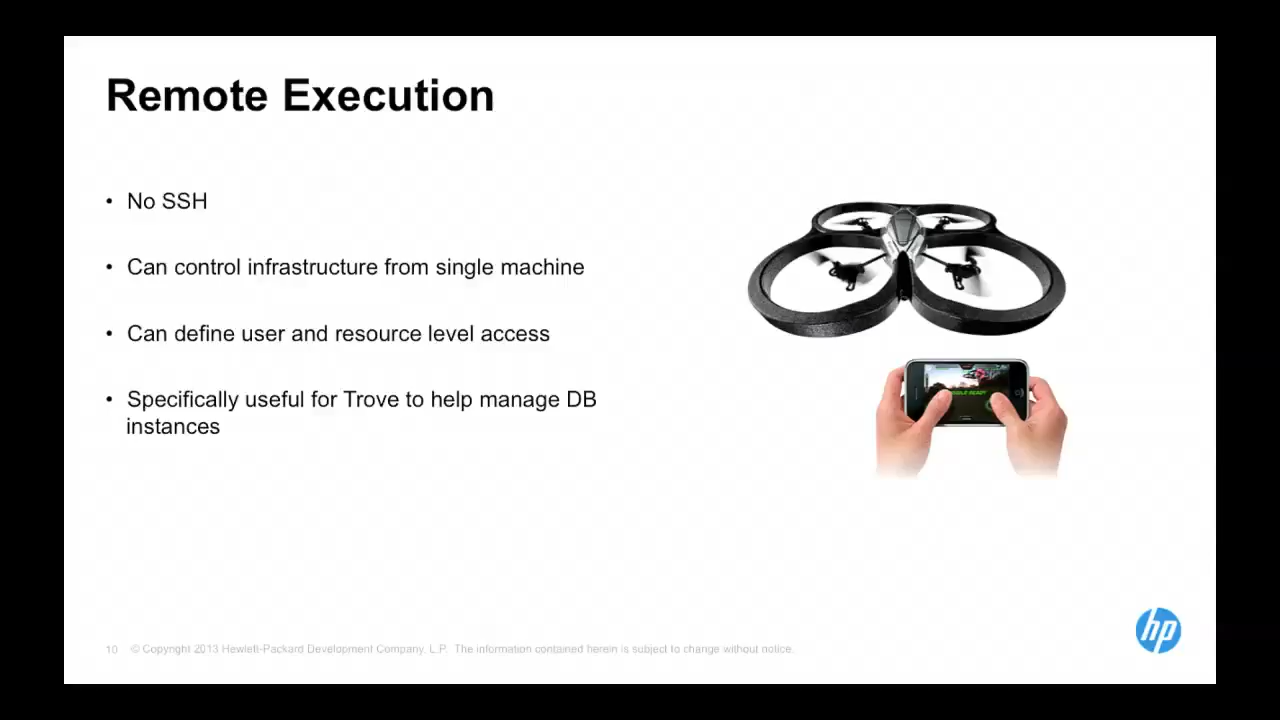 Remote Execution
• No SSH
• Can control infrastructure from single machine
• Can define user and resource level access
• Specifically useful for Trove to help manage DB
instances
hp
10 © Copyright 2013 Hewlett-Packard Development Company, L.P. The information contained herein is subject to change without notice.